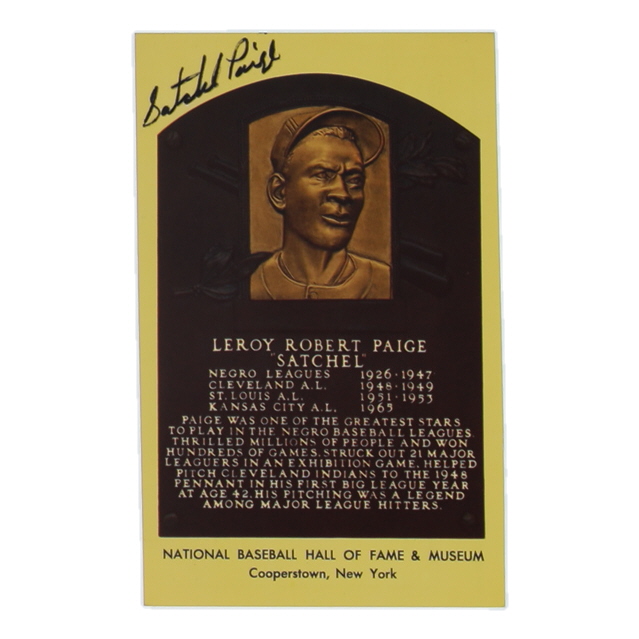 Satchel Paige
LEROY ROBERT PAIGE
"SATCHEL"
NEGRO LEAGUES 1926-1947
CLEVELAND A.L. 1948-1949
ST. LOUIS A.L. 1951-1953
KANSAS CITY A.L. 1965
PAIGE WAS ONE OF THE GREATEST STARS
TO PLAY IN THE NEGRO BASEBALL LEAGUES.
THRILLED MILLIONS OF PEOPLE AND WON
HUNDREDS OF GAMES. STRUCK OUT 21 MAJOR
LEAGUERS IN AN EXHIBITION GAME. HELPED
PITCH CLEVELAND INDIANS TO THE 1948
PENNANT IN HIS FIRST BIG LEAGUE YEAR
AT AGE 42. HIS PITCHING WAS A LEGEND
AMONG MAJOR LEAGUE HITTERS.
NATIONAL BASEBALL HALL OF FAME & MUSEUM
Cooperstown, New York